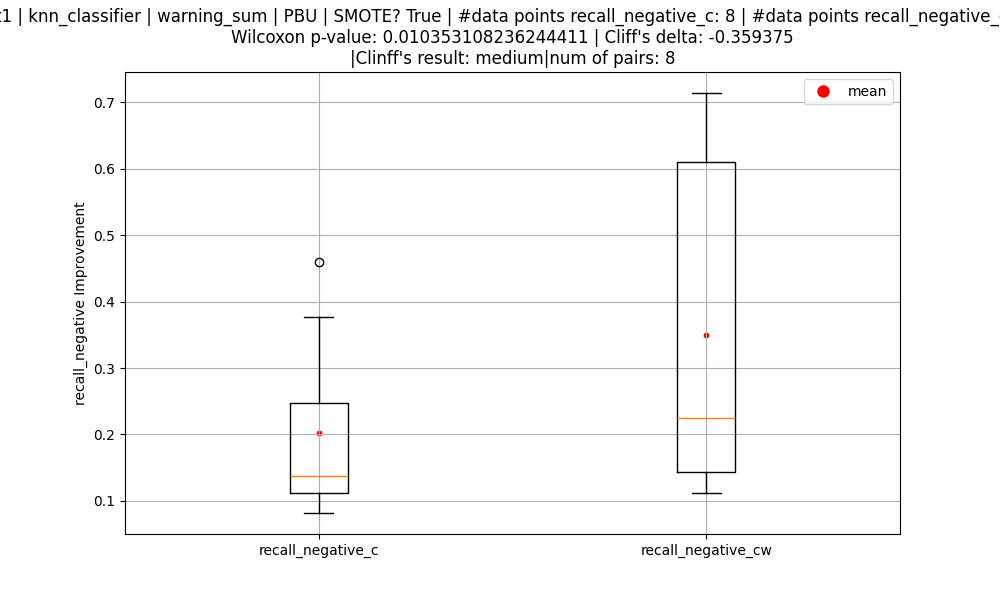 1 | knn_classifier | warning_sum | PBU | SMOTE? True | #data points recall_negative_c: 8 | #data points recall_negative_
Wilcoxon p-value: 0.010353108236244411 | Cliff's delta: -0.359375
|Clinff's result: medium|num of pairs: 8
mean
0.7
0.6
0.5
0.4
0.3
0.2
0.1
recall_negative Improvement
recall_negative_c
recall_negative_cw